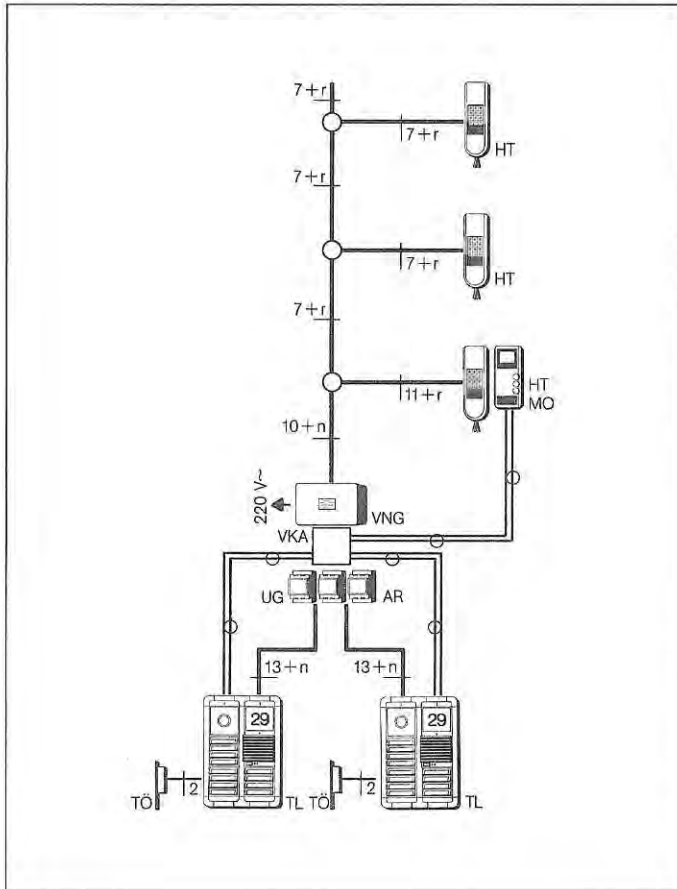 7+r
7+r
HT
7+r
7+r
HT
7+r
11+r
HT
MO
10+n
220 V~
VNG
VKA
UG
AR
13+n
13+n
29
29
TÖ
2
TL
TÖ
2
TL